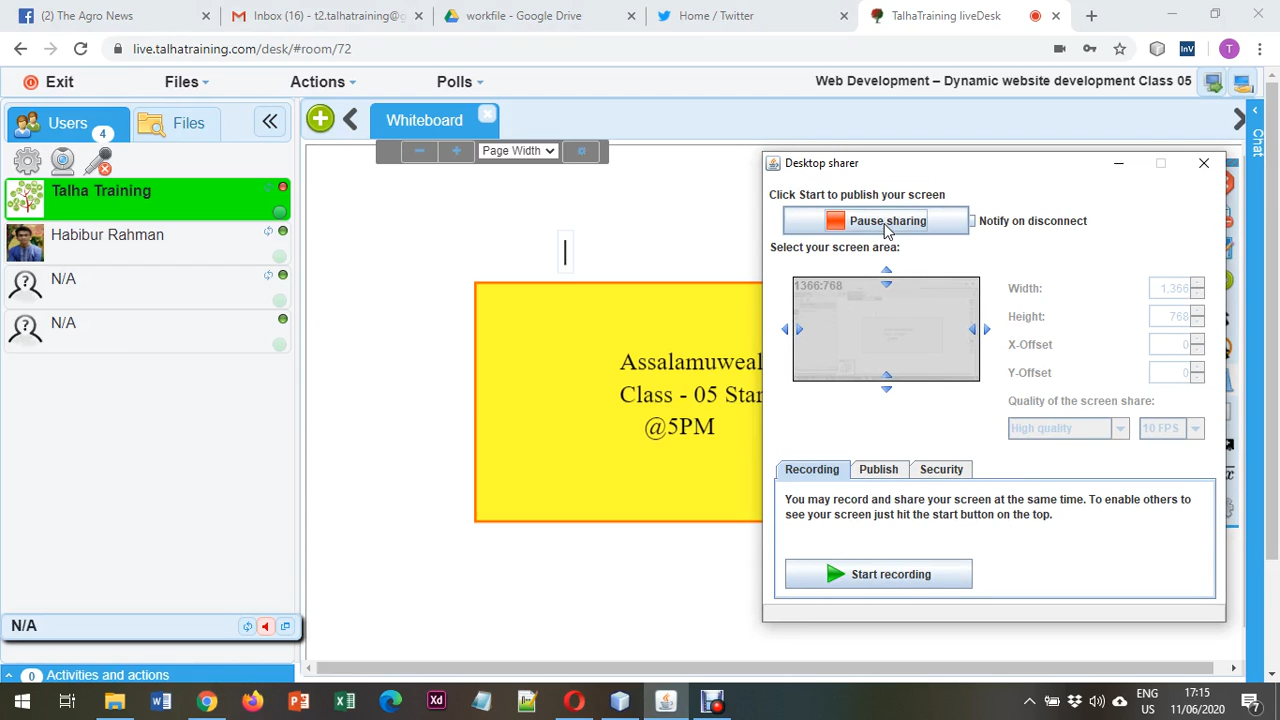 (2) The Agro News
Inbox (16) - t2.talhatraining@g
workfile - Google Drive
Home / Twitter
TalhaTraining liveDesk
live.talhatraining.com/desk/#room/72
InV
T
Exit
Files
Actions
Polls
Web Development – Dynamic website development Class 05
Users
4
Files
Whiteboard
Page Width
Chat
Talha Training
Habibur Rahman
N/A
N/A
Assalamuweal
Class - 05 Star
@5PM
Desktop sharer
Click Start to publish your screen
Pause sharing
Notify on disconnect
Select your screen area:
1366:768
Width:
1,366
Height:
768
X-Offset
0
Y-Offset
0
Quality of the screen share:
High quality
10 FPS
Recording
Publish
Security
You may record and share your screen at the same time. To enable others to
see your screen just hit the start button on the top.
Start recording
N/A
0
Activities and actions
ENG
US
17:15
11/06/2020
7